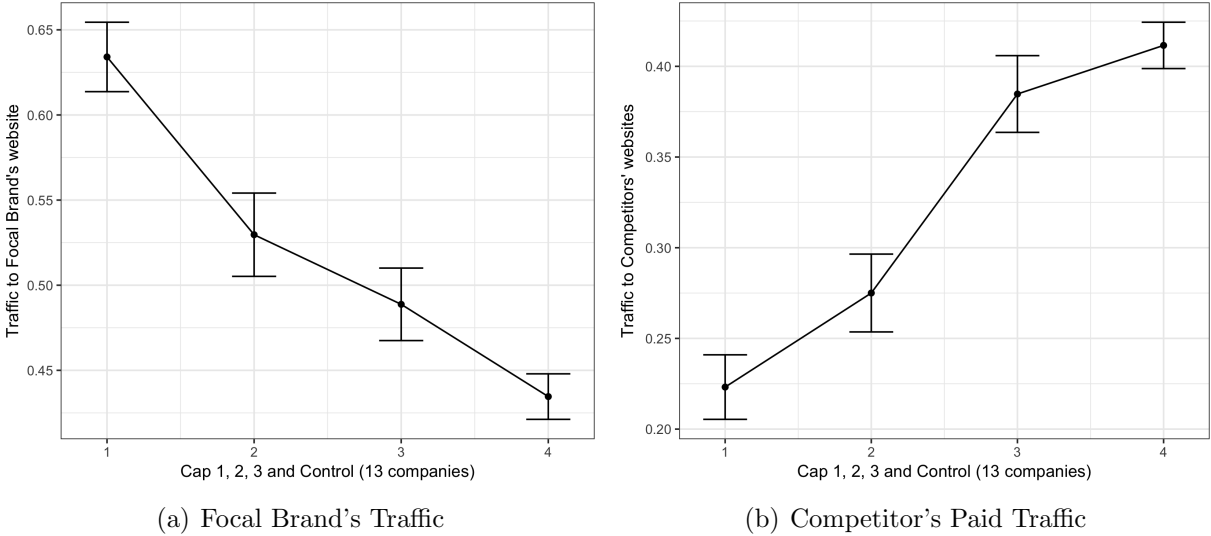 0.65
0.60
0.55
0.50
0.45
Traffic to Focal Brand's website
1 2 3 4
Cap 1, 2, 3 and Control (13 companies)
(a) Focal Brand's Traffic
0.40
0.35
0.30
0.25
0.20
Traffic to Competitors' websites
1 2 3 4
Cap 1, 2, 3 and Control (13 companies)
(b) Competitor's Paid Traffic